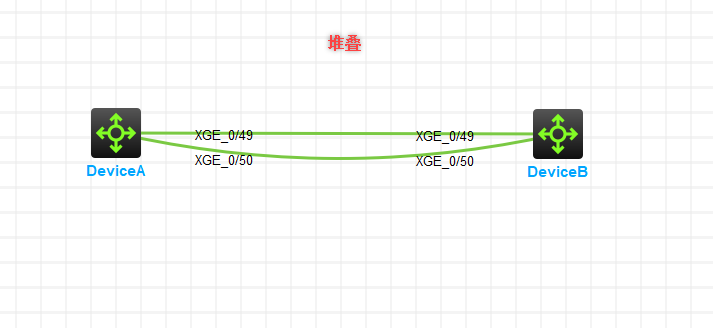 堆叠
XGE_0/49
XGE_0/49
XGE_0/50
XGE_0/50
DeviceA
DeviceB